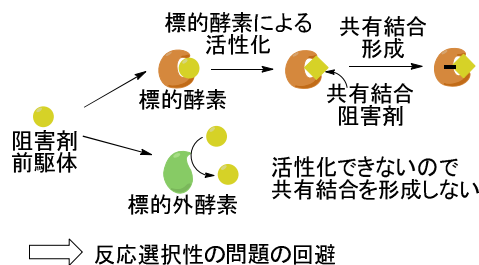 標的酵素による
活性化
共有結合
形成
標的酵素
共有結合
阻害剤
阻害剤
前駆体
標的外酵素
活性化できないので
共有結合を形成しない
反応選択性の問題の回避